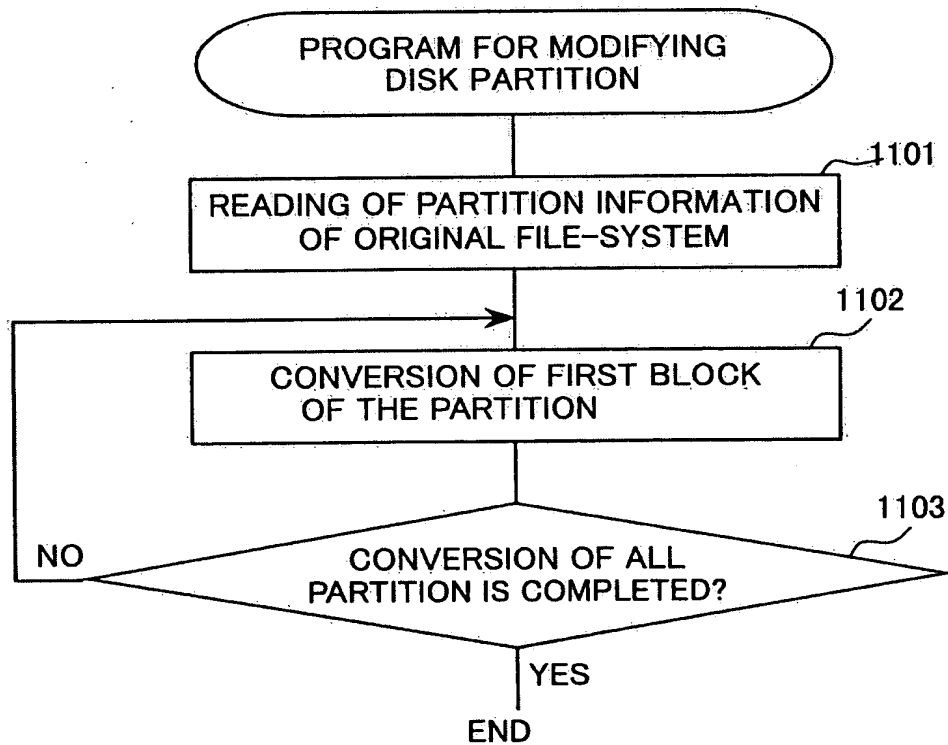 PROGRAM FOR MODIFYING
DISK PARTITION
1101
READING OF PARTITION INFORMATION
OF ORIGINAL FILE-SYSTEM
1102
CONVERSION OF FIRST BLOCK
OF THE PARTITION
1103
NO
CONVERSION OF ALL
PARTITION IS COMPLETED?
YES
END